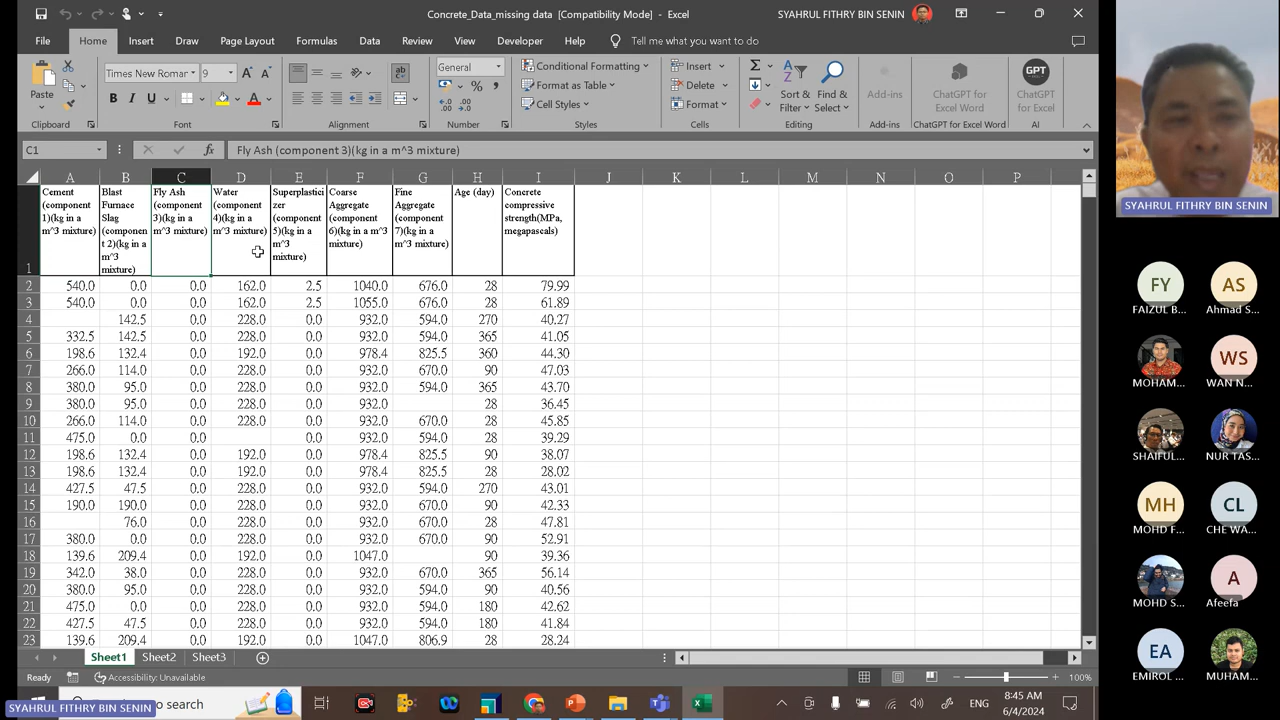 Concrete_Data_missing data [Compatibility Mode] - Excel
SYAHRUL FITHRY BIN SENIN
File Home Insert Draw Page Layout Formulas Data Review View Developer Help Tell me what you want to do
Paste
Times New Roman 9
B I U A
General
% ,
Conditional Formatting
Format as Table
Cell Styles
Insert
Delete
Format
Sort & Filter
Find & Select
Add-ins
ChatGPT for Excel Word
ChatGPT for Excel
Clipboard Font Alignment Number Styles Cells Editing Add-ins ChatGPT for Excel Word AI
C1 fx Fly Ash (component 3)(kg in a m^3 mixture)
A B C D E F G H I J K L M N O P
1 Cement (component 1)(kg in a m^3 mixture) Blast Furnace Slag (component 2)(kg in a m^3 mixture) Fly Ash (component 3)(kg in a m^3 mixture) Water (component 4)(kg in a m^3 mixture) Superplasticizer (component 5)(kg in a m^3 mixture) Coarse Aggregate (component 6)(kg in a m^3 mixture) Fine Aggregate (component 7)(kg in a m^3 mixture) Age (day) Concrete compressive strength(MPa, megapascals)
2 540.0 0.0 0.0 162.0 2.5 1040.0 676.0 28 79.99
3 540.0 0.0 0.0 162.0 2.5 1055.0 676.0 28 61.89
4 142.5 0.0 228.0 0.0 932.0 594.0 270 40.27
5 332.5 142.5 0.0 228.0 0.0 932.0 594.0 365 41.05
6 198.6 132.4 0.0 192.0 0.0 978.4 825.5 360 44.30
7 266.0 114.0 0.0 228.0 0.0 932.0 670.0 90 47.03
8 380.0 95.0 0.0 228.0 0.0 932.0 594.0 365 43.70
9 380.0 95.0 0.0 228.0 0.0 932.0 28 36.45
10 266.0 114.0 0.0 228.0 0.0 932.0 670.0 28 45.85
11 475.0 0.0 0.0 0.0 932.0 594.0 28 39.29
12 198.6 132.4 0.0 192.0 0.0 978.4 825.5 90 38.07
13 198.6 132.4 0.0 192.0 0.0 978.4 825.5 28 28.02
14 427.5 47.5 0.0 228.0 0.0 932.0 594.0 270 43.01
15 190.0 190.0 0.0 228.0 0.0 932.0 670.0 90 42.33
16 76.0 0.0 228.0 0.0 932.0 670.0 28 47.81
17 380.0 0.0 0.0 228.0 0.0 932.0 670.0 90 52.91
18 139.6 209.4 0.0 192.0 0.0 1047.0 90 39.36
19 342.0 38.0 0.0 228.0 0.0 932.0 670.0 365 56.14
20 380.0 95.0 0.0 228.0 0.0 932.0 594.0 90 40.56
21 475.0 0.0 0.0 228.0 0.0 932.0 594.0 180 42.62
22 427.5 47.5 0.0 228.0 0.0 932.0 594.0 180 41.84
23 139.6 209.4 0.0 192.0 0.0 1047.0 806.9 28 28.24
Sheet1 Sheet2 Sheet3
Ready Accessibility: Unavailable 100%
SYAHRUL FITHRY BIN SENIN
to search
ENG
8:45 AM
6/4/2024
SYAHRUL FITHRY BIN SENIN
FY AS
FAIZUL B... Ahmad S...
WS
MOHAM... WAN N...
SHAIFUL... NUR TAS...
MH CL
MOHD F... CHE WA...
A
MOHD S... Afeefa
EA
EMIROL ... MUHAM...